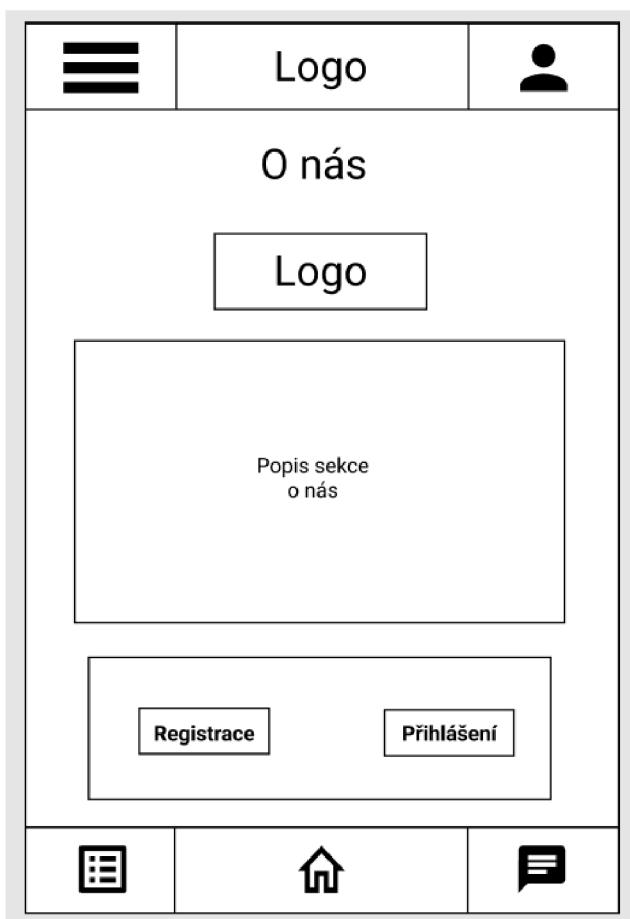 Logo
O nás
Logo
Popis sekce
o nás
Registrace
Přihlášení